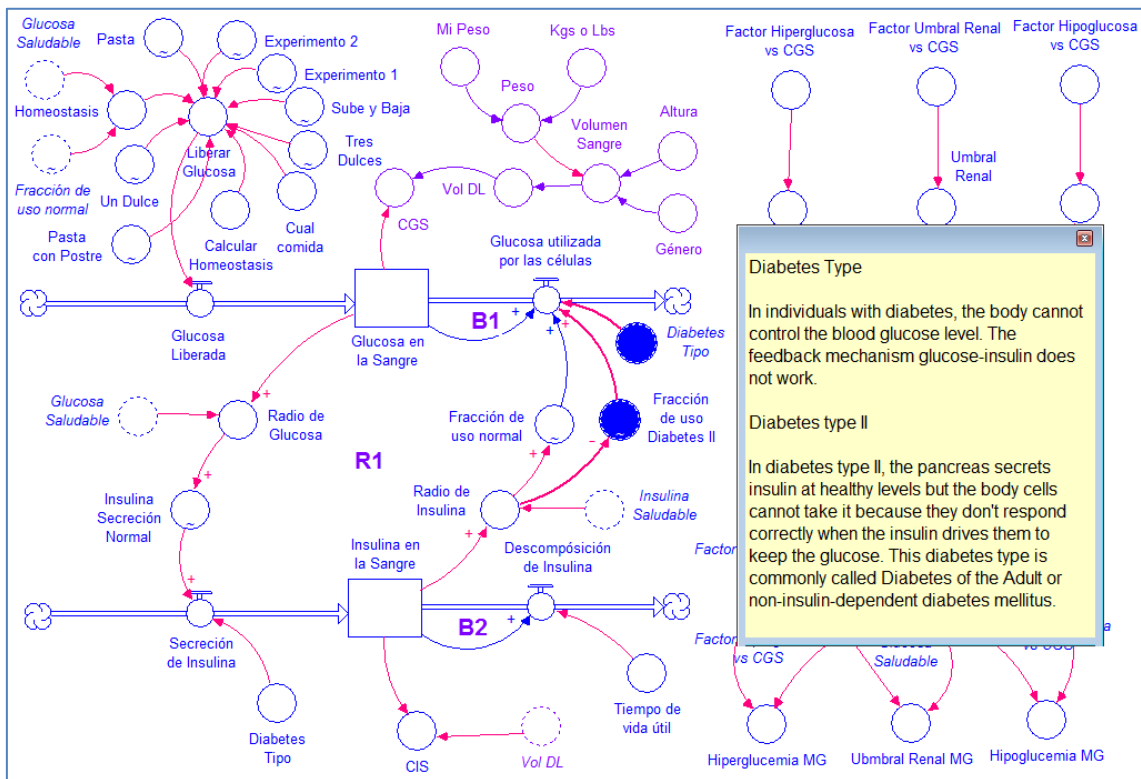 Glucosa
Saludable
Pasta
Experimento 2
Experimento 1
Sube y Baja
Tres
Dulces
Homeostasis
Liberar
Glucosa
Fracción de
uso normal
Un Dulce
Cual
comida
Calcular
Homeostasis
Pasta
con Postre
Mi Peso
Kgs o Lbs
Peso
Volumen
Sangre
Altura
Vol DL
CGS
Género
Factor Hiperglucosa
vs CGS
Factor Umbral Renal
vs CGS
Factor Hipoglucosa
vs CGS
Umbral
Renal
Glucosa utilizada
por las células
+
+
+
B1
Glucosa
Liberada
Glucosa en
la Sangre
Diabetes
Tipo
Glucosa
Saludable
+
Radio de
Glucosa
Fracción de
uso normal
Fracción
de uso
Diabetes II
R1
+
-
+
Insulina
Secreción
Normal
Radio de
Insulina
Insulina
Saludable
Insulina en
la Sangre
+
Descompósición
de Insulina
+
B2
+
Secreción
de Insulina
Diabetes
Tipo
CIS
Vol DL
Tiempo de
vida útil
Diabetes Type
In individuals with diabetes, the body cannot
control the blood glucose level. The
feedback mechanism glucose-insulin does
not work.
Diabetes type II
In diabetes type II, the pancreas secrets
insulin at healthy levels but the body cells
cannot take it because they don't respond
correctly when the insulin drives them to
keep the glucose. This diabetes type is
commonly called Diabetes of the Adult or
non-insulin-dependent diabetes mellitus.
Factor
Factor
vs CGS
Saludable
vs CGS
Hiperglucemia MG
Ubmbral Renal MG
Hipoglucemia MG